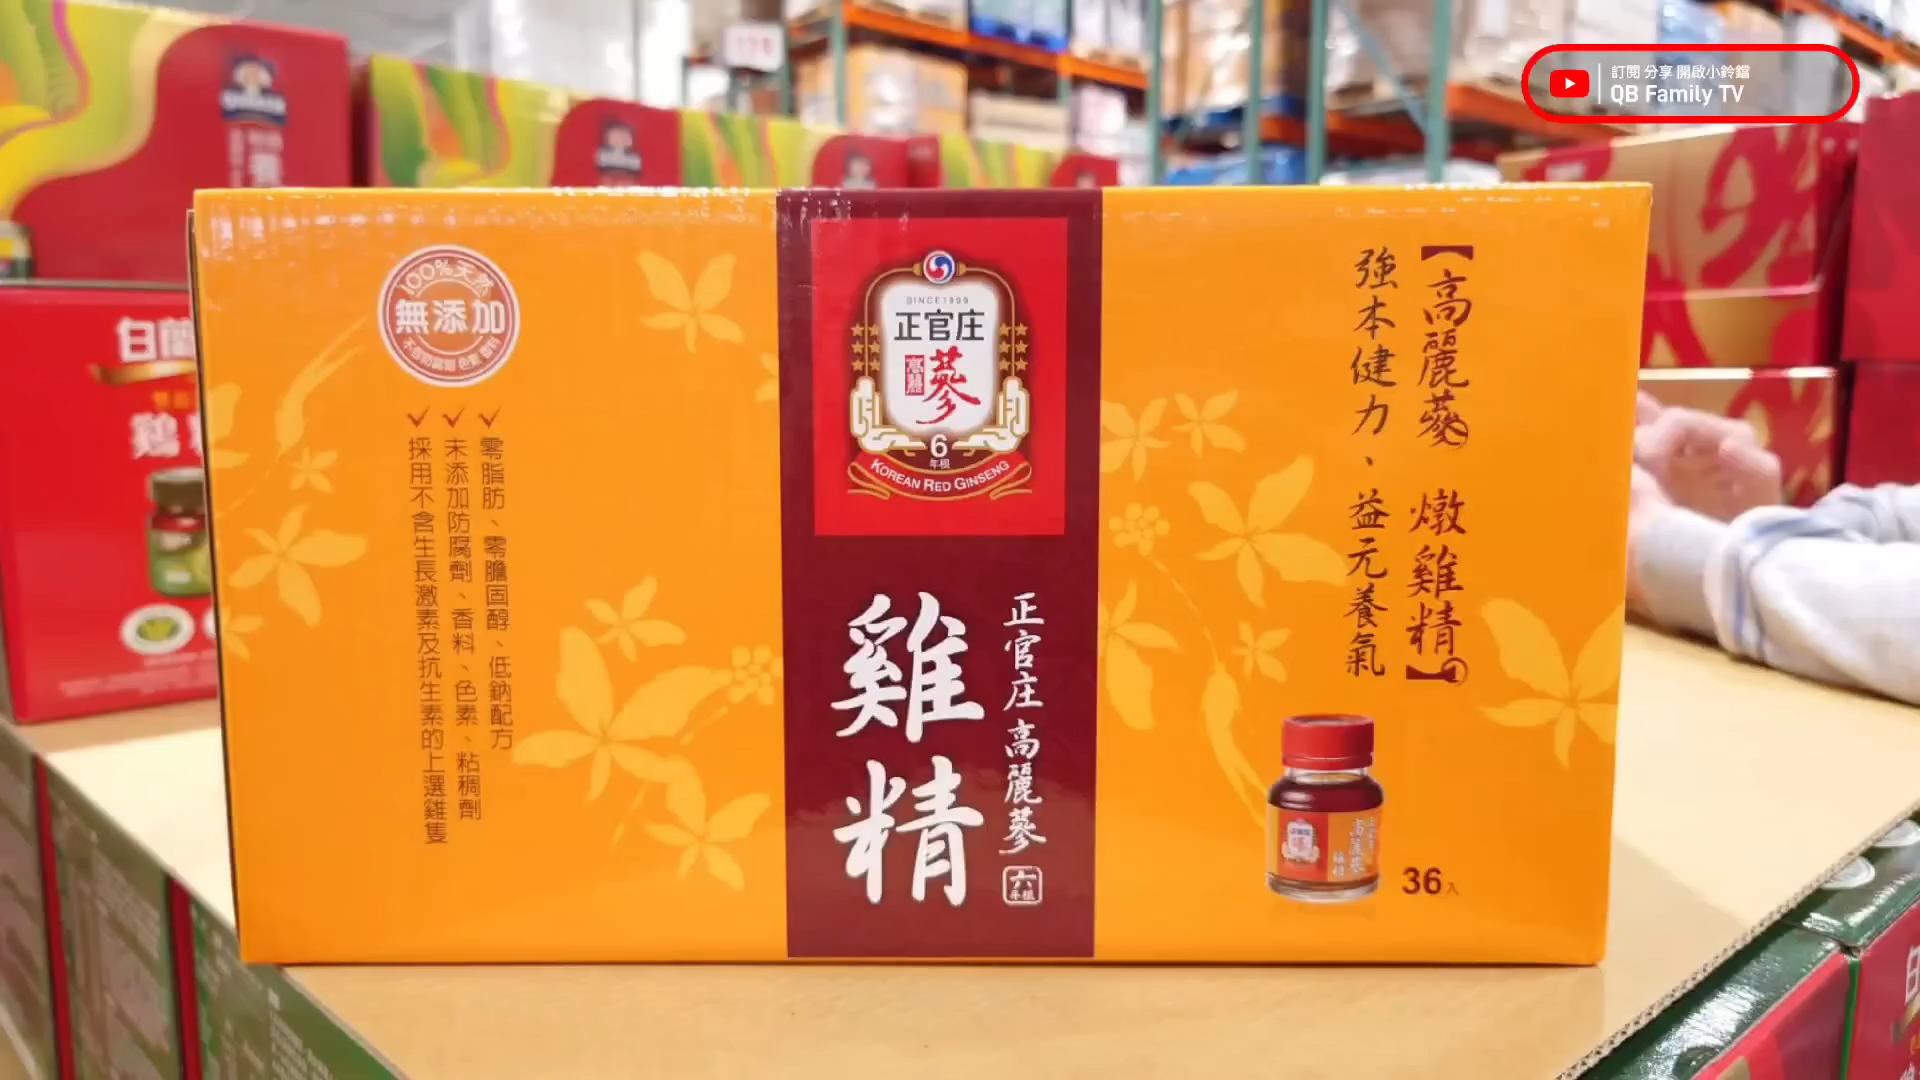 訂閱 分享 開啟小鈴鐺
QB Family TV
100%天然
無添加
零脂肪、零膽固醇、低鈉配方
未添加防腐劑、香料、色素、粘稠劑
採用不含生長激素及抗生素的上選雞隻
SINCE1899
正官庄
高麗
蔘
6
年根
KOREAN RED GINSENG
正官庄 高麗蔘 六年根
雞精
【高麗蔘 燉雞精】
強本健力、益元養氣
36入
白蘭